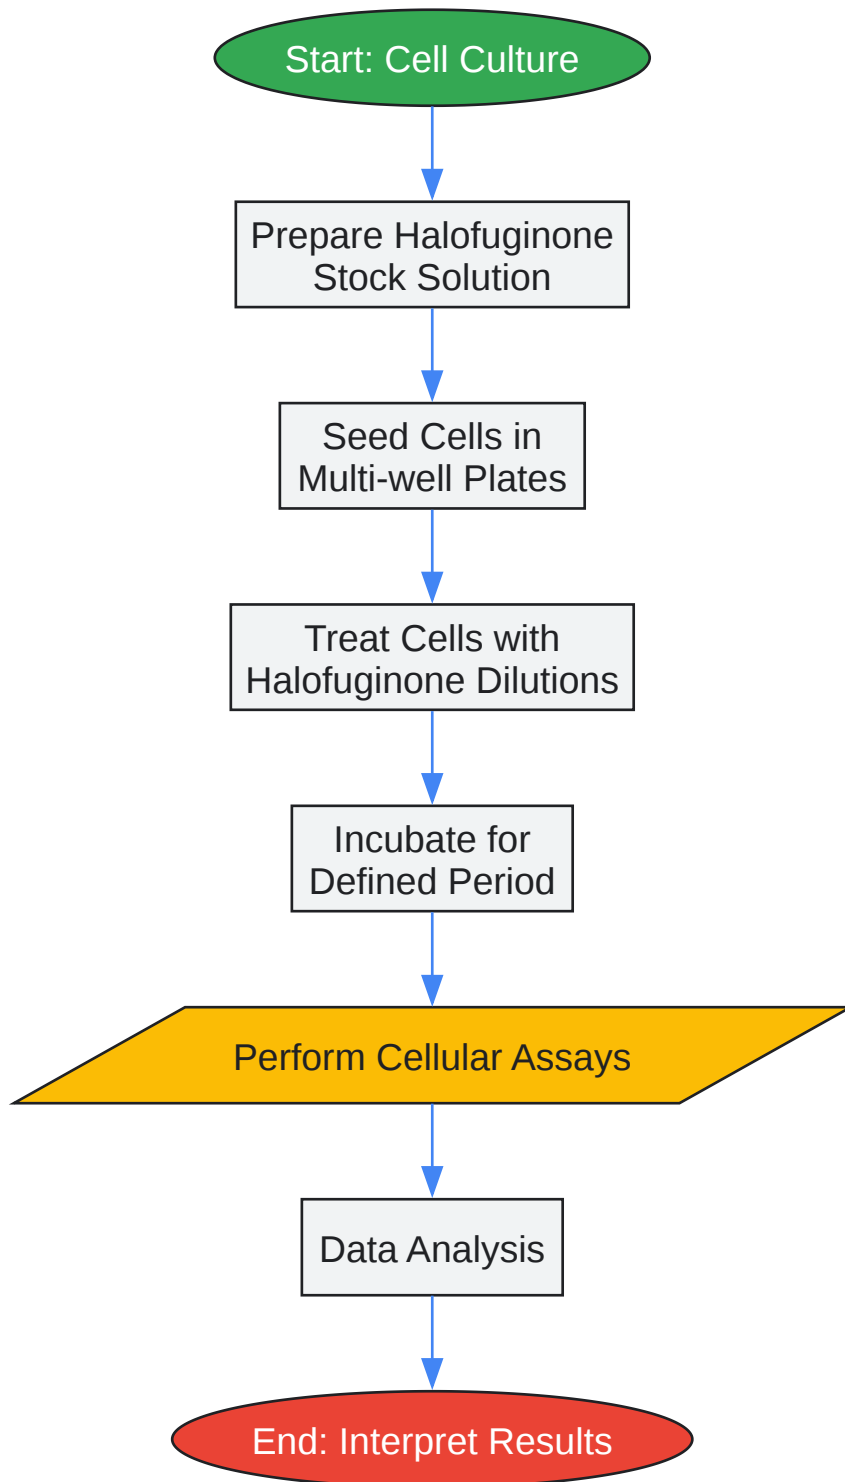 Start: Cell Culture
Prepare Halofuginone
Stock Solution
Seed Cells in
Multi-well Plates
Treat Cells with
Halofuginone Dilutions
Incubate for
Defined Period
Perform Cellular Assays
Data Analysis
End: Interpret Results